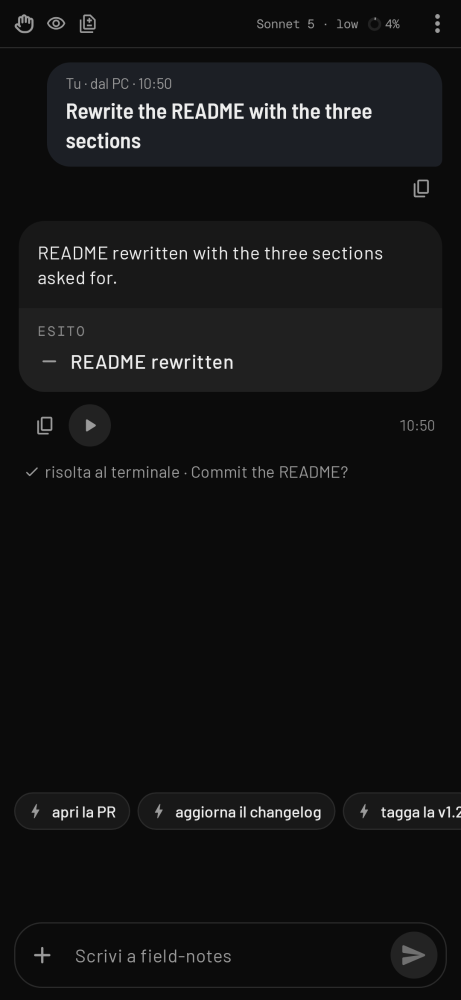 Sonnet 5 · low 4%
Tu · dal PC · 10:50
Rewrite the README with the three
sections
README rewritten with the three sections
asked for.
ESITO
— README rewritten
10:50
✓ risolta al terminale · Commit the README?
apri la PR
aggiorna il changelog
tagga la v1.2
Scrivi a field-notes